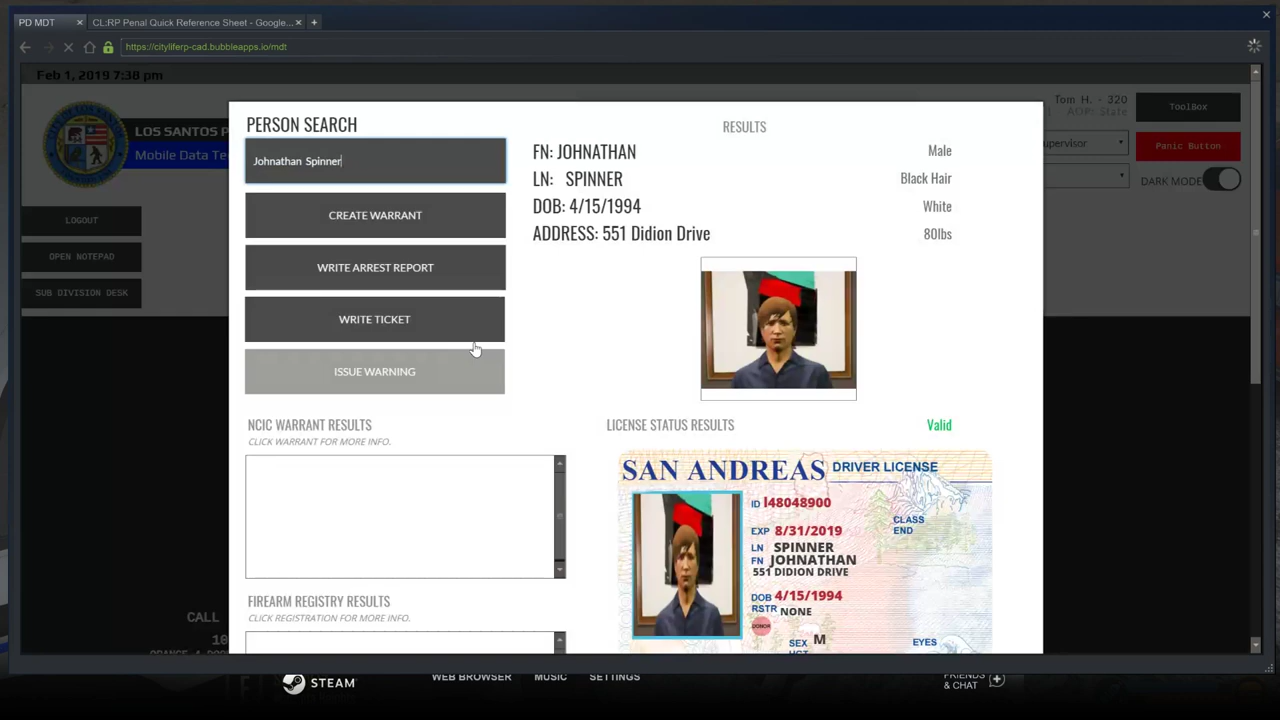 PD MDT
CL:RP Penal Quick Reference Sheet - Google...
https://cityliferp-cad.bubbleapps.io/mdt
Feb 1, 2019 7:38 pm
LOS SANTOS P
Mobile Data Ter
LOGOUT
OPEN NOTEPAD
SUB DIVISION DESK
CALL
10
Tom H. - 320
AOP: State
upervisor
ToolBox
Panic Button
DARK MODE
PERSON SEARCH
Johnathan Spinner
CREATE WARRANT
WRITE ARREST REPORT
WRITE TICKET
ISSUE WARNING
RESULTS
FN: JOHNATHAN
Male
LN: SPINNER
Black Hair
DOB: 4/15/1994
White
ADDRESS: 551 Didion Drive
80lbs
NCIC WARRANT RESULTS
CLICK WARRANT FOR MORE INFO.
FIREARM REGISTRY RESULTS
CLICK REGISTRATION FOR MORE INFO.
LICENSE STATUS RESULTS
Valid
SAN ANDREAS DRIVER LICENSE
ID I48048900
EXP 8/31/2019
LN SPINNER
FN JOHNATHAN
551 DIDION DRIVE
DOB 4/15/1994
RSTR NONE
CLASS
END
DONOR
SEX M
EYES
STEAM
WEB BROWSER
MUSIC
SETTINGS
FRIENDS
& CHAT